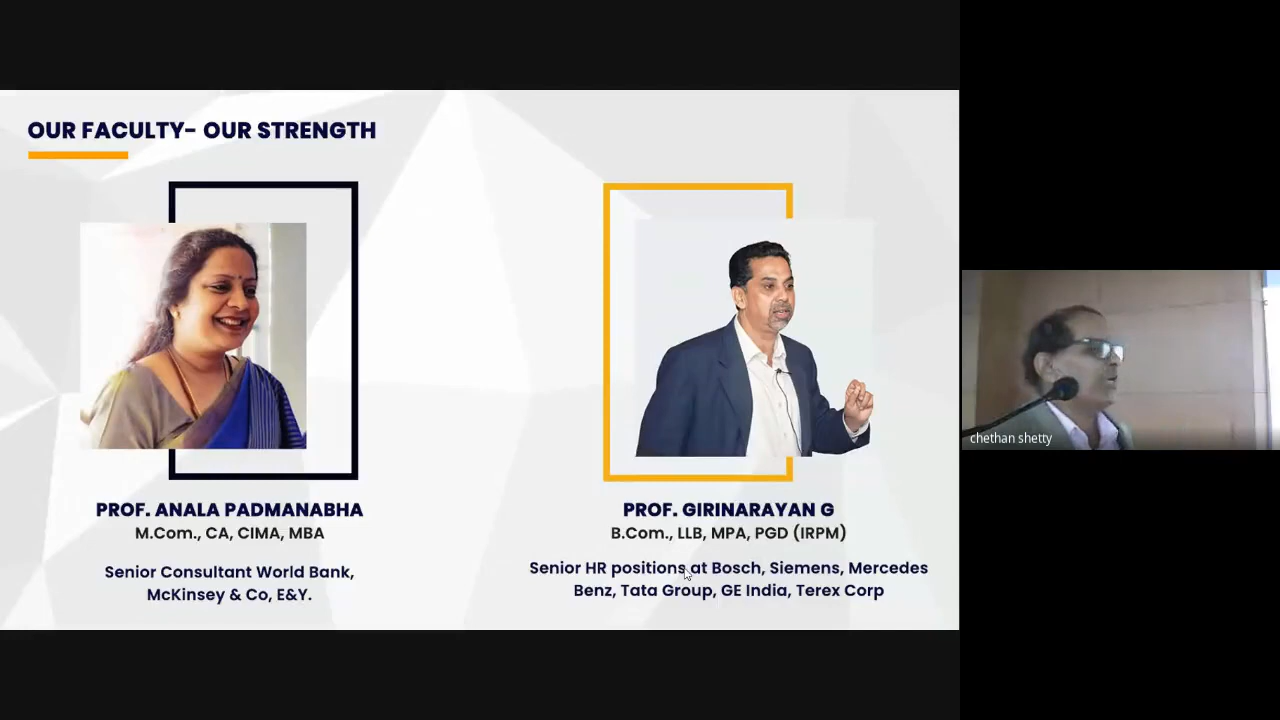 OUR FACULTY- OUR STRENGTH
PROF. ANALA PADMANABHA
M.Com., CA, CIMA, MBA
Senior Consultant World Bank,
McKinsey & Co, E&Y.
PROF. GIRINARAYAN G
B.Com., LLB, MPA, PGD (IRPM)
Senior HR positions at Bosch, Siemens, Mercedes
Benz, Tata Group, GE India, Terex Corp
chethan shetty